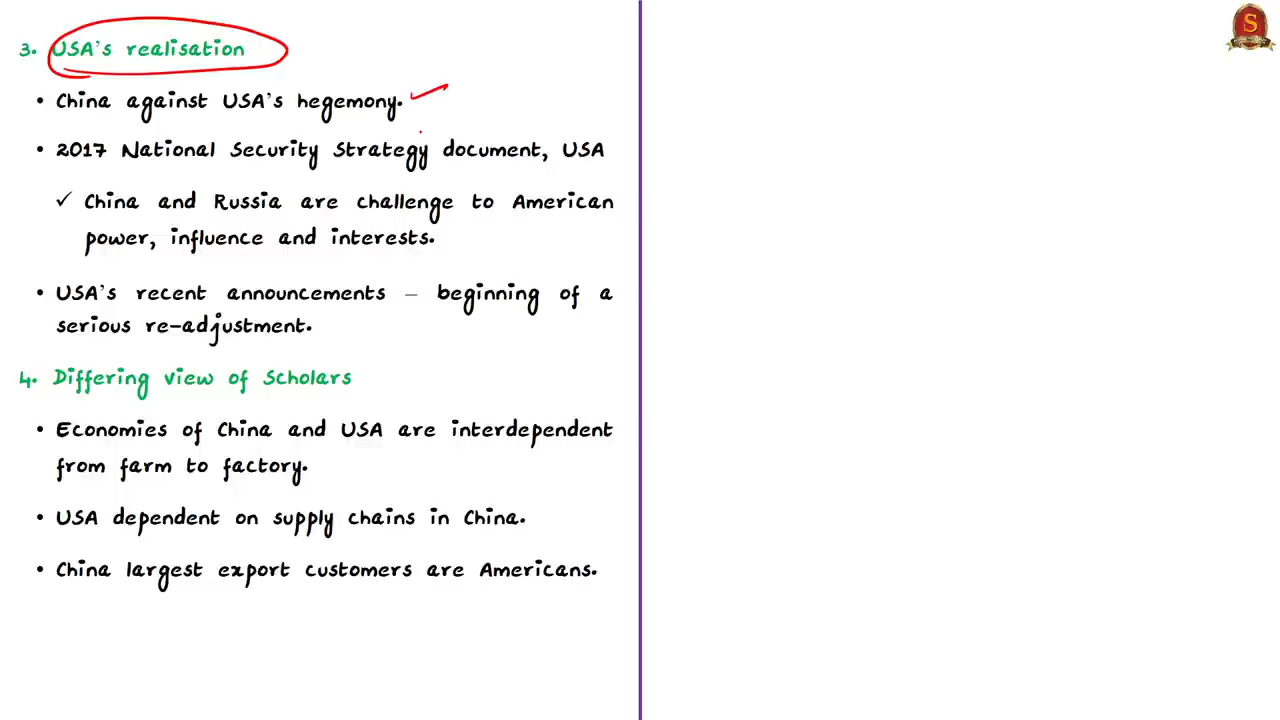 3. USA's realisation
• China against USA's hegemony.
• 2017 National Security Strategy document, USA
✓ China and Russia are challenge to American
power, influence and interests.
• USA's recent announcements – beginning of a
serious re-adjustment.
4. Differing view of Scholars
• Economies of China and USA are interdependent
from farm to factory.
• USA dependent on supply chains in China.
• China largest export customers are Americans.
S